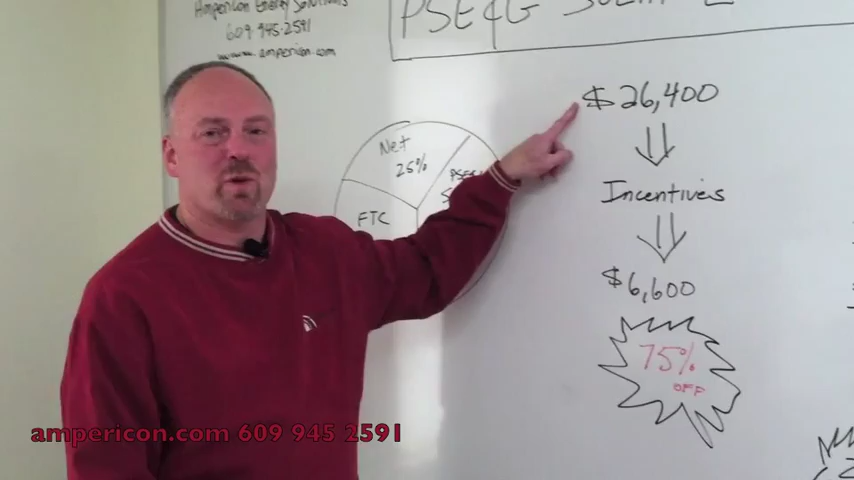 Ampericon Energy Solutions
609-945-2591
www.ampericon.com
PSE&G Solar
$26,400
Net
25%
FTC
Incentives
$6,600
75%
OFF
ampericon.com 609 945 2591